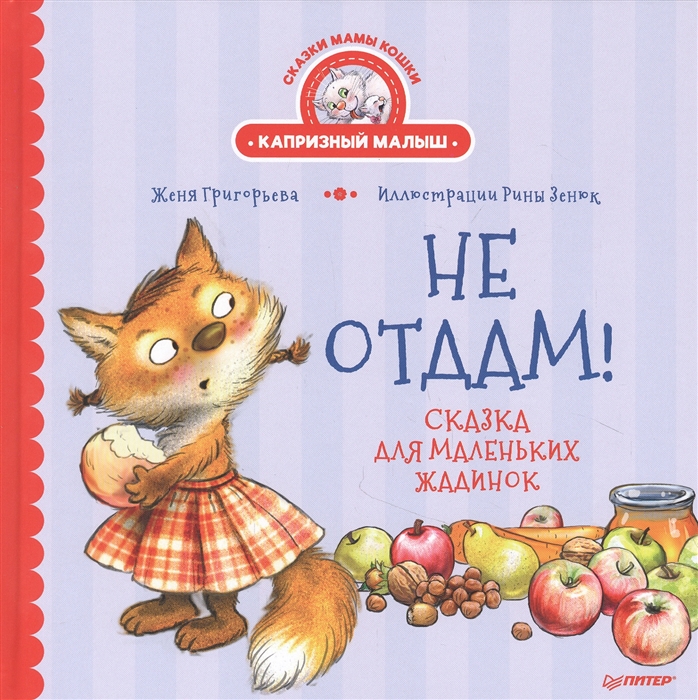 СКАЗКИ МАМЫ КОШКИ
• КАПРИЗНЫЙ МАЛЫШ •
Женя Григорьева
Иллюстрации Рины Зенюк
НЕ
ОТДАМ!
СКАЗКА
ДЛЯ МАЛЕНЬКИХ
ЖАДИНОК
ПИТЕР®